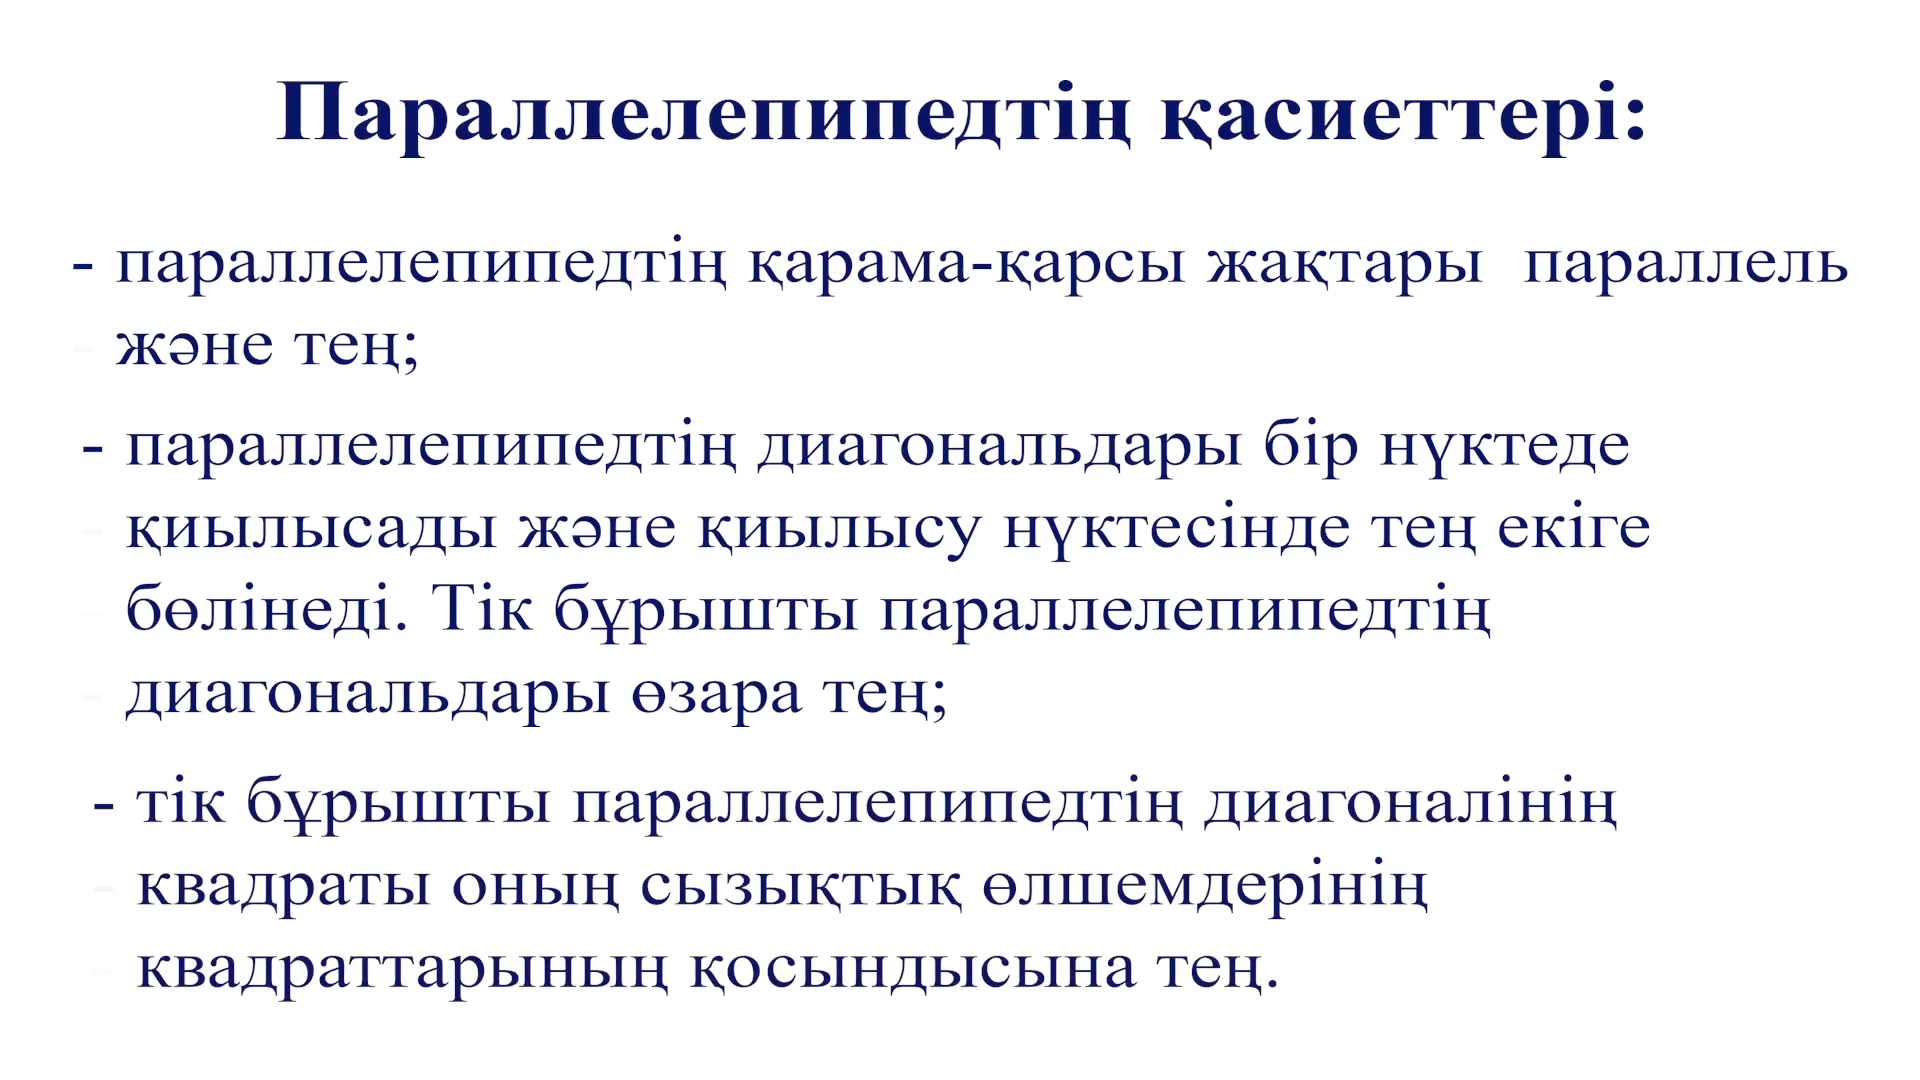 Параллелепипедтің қасиеттері:
- параллелепипедтің қарама-қарсы жақтары параллель
және тең;
- параллелепипедтің диагональдары бір нүктеде
қиылысады және қиылысу нүктесінде тең екіге
бөлінеді. Тік бұрышты параллелепипедтің
диагональдары өзара тең;
- тік бұрышты параллелепипедтің диагоналінің
квадраты оның сызықтық өлшемдерінің
квадраттарының қосындысына тең.